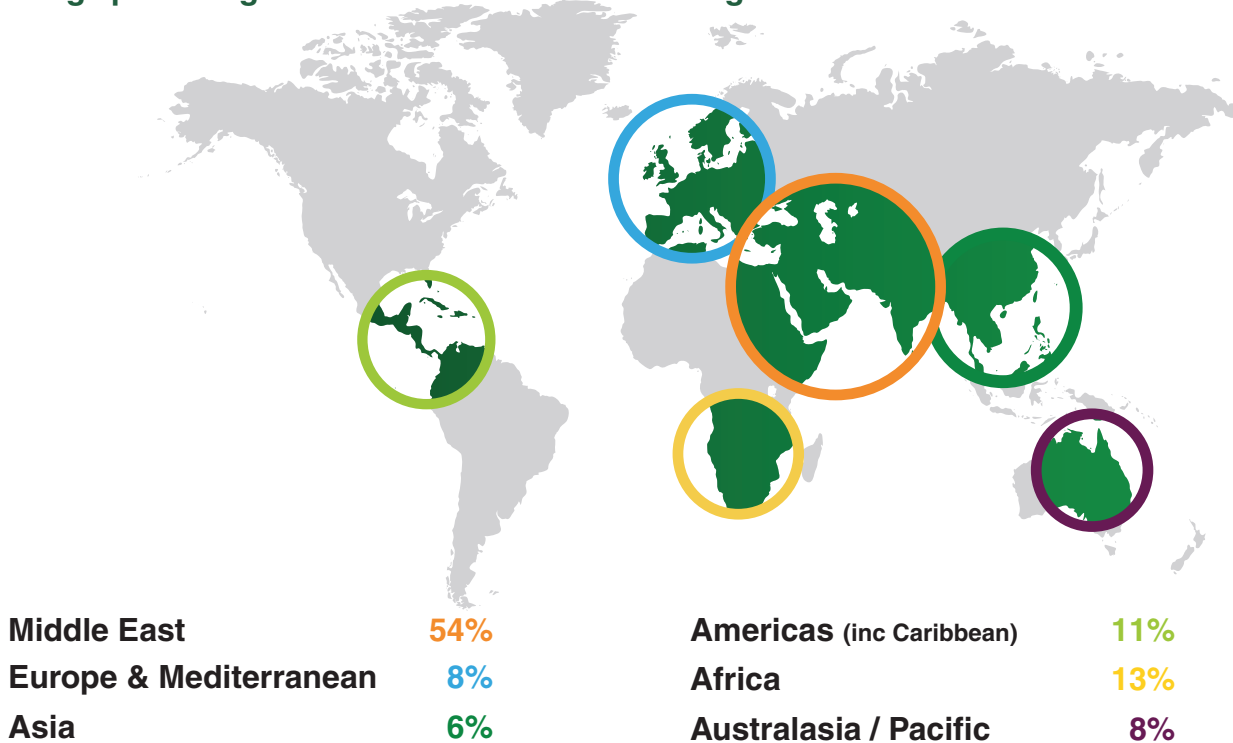 Middle East 54%
Europe & Mediterranean 8%
Asia 6%
Americas (inc Caribbean) 11%
Africa 13%
Australasia / Pacific 8%